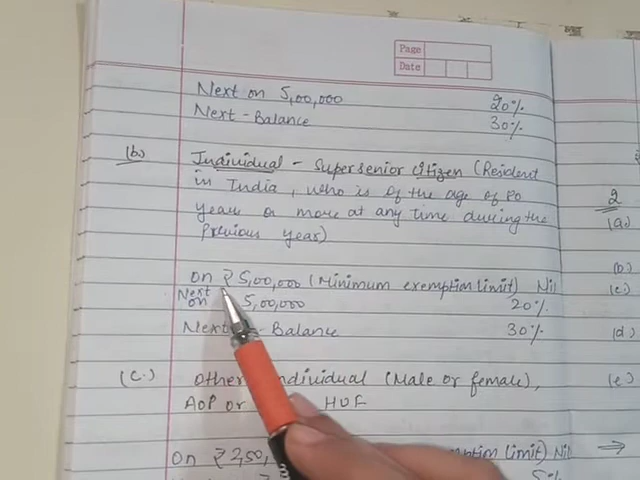 Page
Date
Next on 5,00,000 20%
Next - Balance 30%
(b) Individual - Supersenior citizen (Resident
in India, who is of the age of 80
years or more at any time during the
Previous year)
on ₹ 5,00,000 (Minimum exemption limit) Nil
Next on 5,00,000 20%
Next - Balance 30%
(C.) Other Individual (Male or female),
AOP or HUF
On ₹ 2,50, limit) Nil
5%
2
(a)
(b)
(c)
(d)
(e)